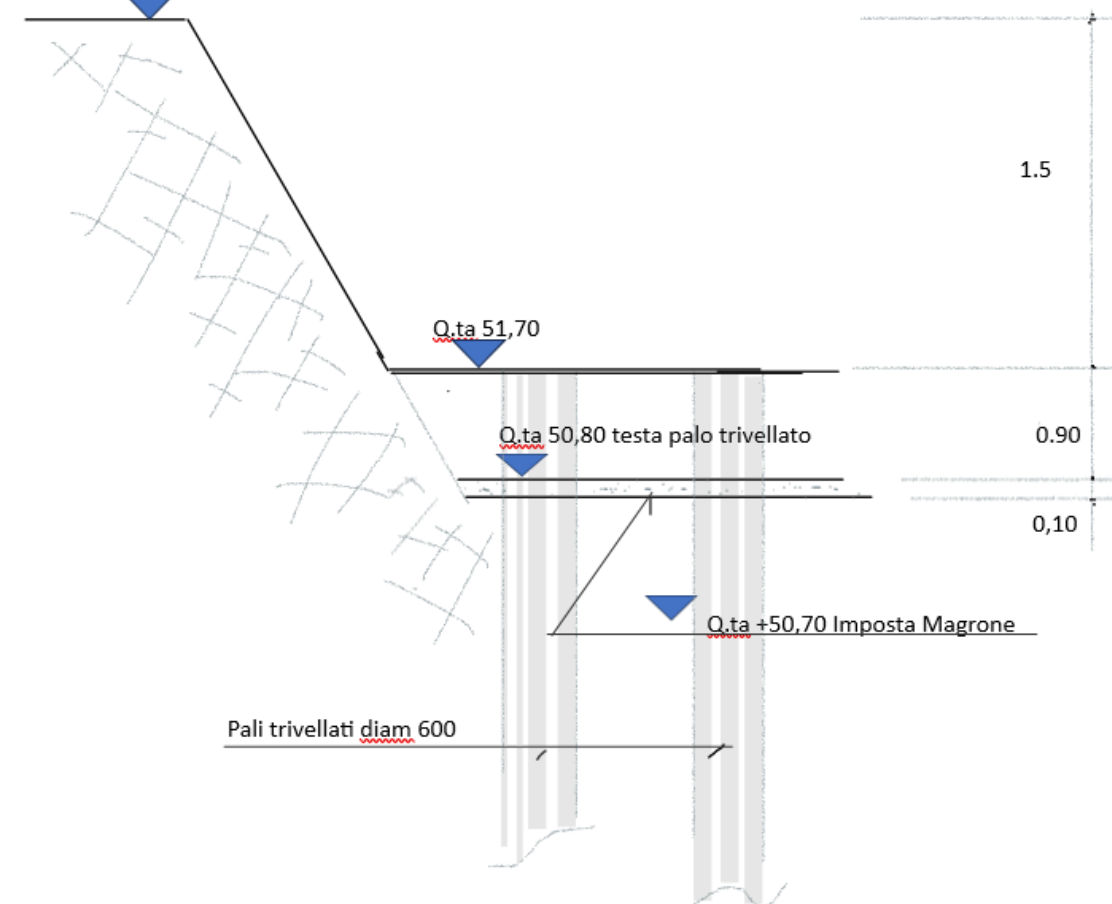 1.5
Q.ta 51,70
Q.ta 50,80 testa palo trivellato
0.90
0,10
Q.ta +50,70 Imposta Magrone
Pali trivellati diam 600